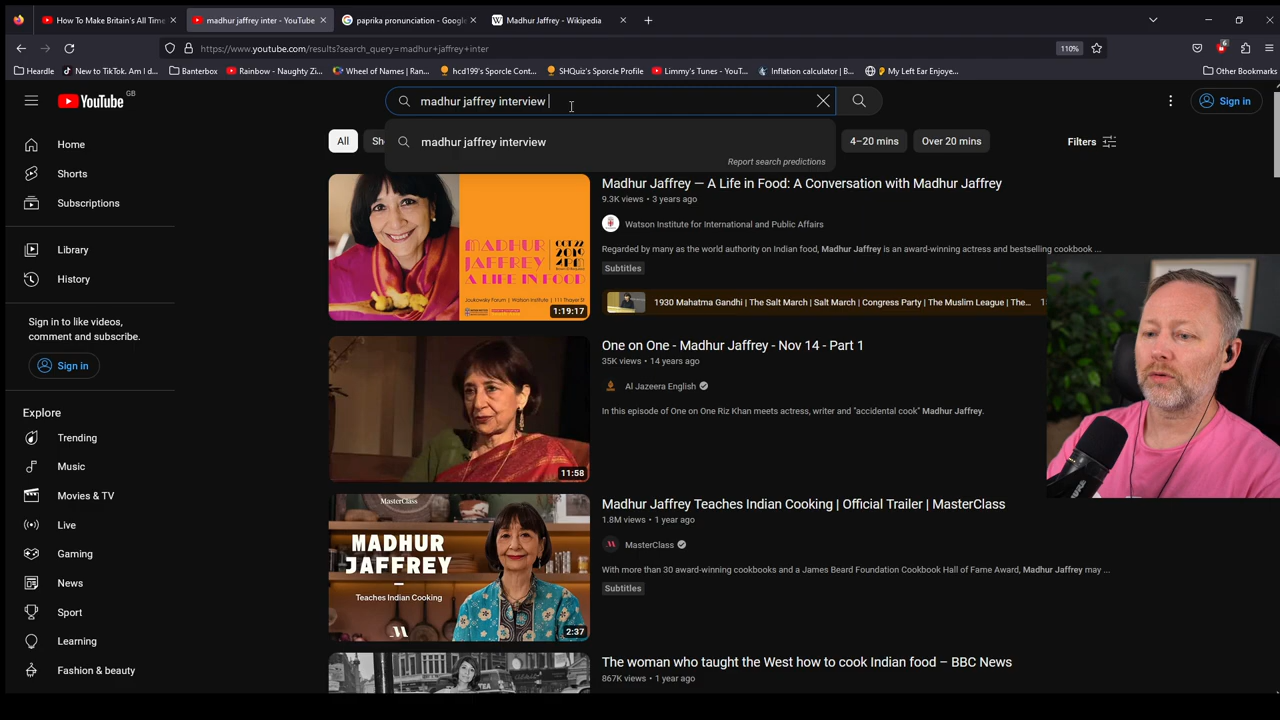 How To Make Britain's All Time
madhur jaffrey inter - YouTube
paprika pronunciation - Google
Madhur Jaffrey - Wikipedia
https://www.youtube.com/results?search_query=madhur+jaffrey+inter
110%
6
Heardle
New to TikTok, Am I d...
Banterbox
Rainbow - Naughty Zi...
Wheel of Names | Ran...
hcd199's Sporcle Cont...
SHQuiz's Sporcle Profile
Limmy's Tunes - YouT...
Inflation calculator | B...
My Left Ear Enjoye...
Other Bookmarks
YouTube GB
madhur jaffrey interview
Sign in
madhur jaffrey interview
Report search predictions
All
Sh
4–20 mins
Over 20 mins
Filters
Home
Shorts
Subscriptions
Library
History
Sign in to like videos,
comment and subscribe.
Sign in
Explore
Trending
Music
Movies & TV
Live
Gaming
News
Sport
Learning
Fashion & beauty
MADHUR
JAFFREY
A LIFE IN FOOD
OCT 22
2019
4PM
Joukowsky Forum | Watson Institute | 111 Thayer St
1:19:17
Madhur Jaffrey — A Life in Food: A Conversation with Madhur Jaffrey
9.3K views • 3 years ago
Watson Institute for International and Public Affairs
Regarded by many as the world authority on Indian food, Madhur Jaffrey is an award-winning actress and bestselling cookbook ...
Subtitles
1930 Mahatma Gandhi | The Salt March | Salt March | Congress Party | The Muslim League | The...
11:58
One on One - Madhur Jaffrey - Nov 14 - Part 1
35K views • 14 years ago
Al Jazeera English
In this episode of One on One Riz Khan meets actress, writer and "accidental cook" Madhur Jaffrey.
MasterClass
MADHUR
JAFFREY
Teaches Indian Cooking
2:37
Madhur Jaffrey Teaches Indian Cooking | Official Trailer | MasterClass
1.8M views • 1 year ago
MasterClass
With more than 30 award-winning cookbooks and a James Beard Foundation Cookbook Hall of Fame Award, Madhur Jaffrey may ...
Subtitles
The woman who taught the West how to cook Indian food – BBC News
867K views • 1 year ago